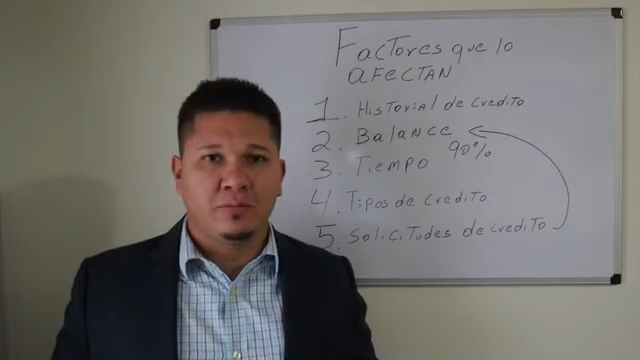 Factores que lo
AFECTAN
1. Historial de credito
2. Balance
90%
3. Tiempo
4. Tipos de credito
5. Solicitudes de credito